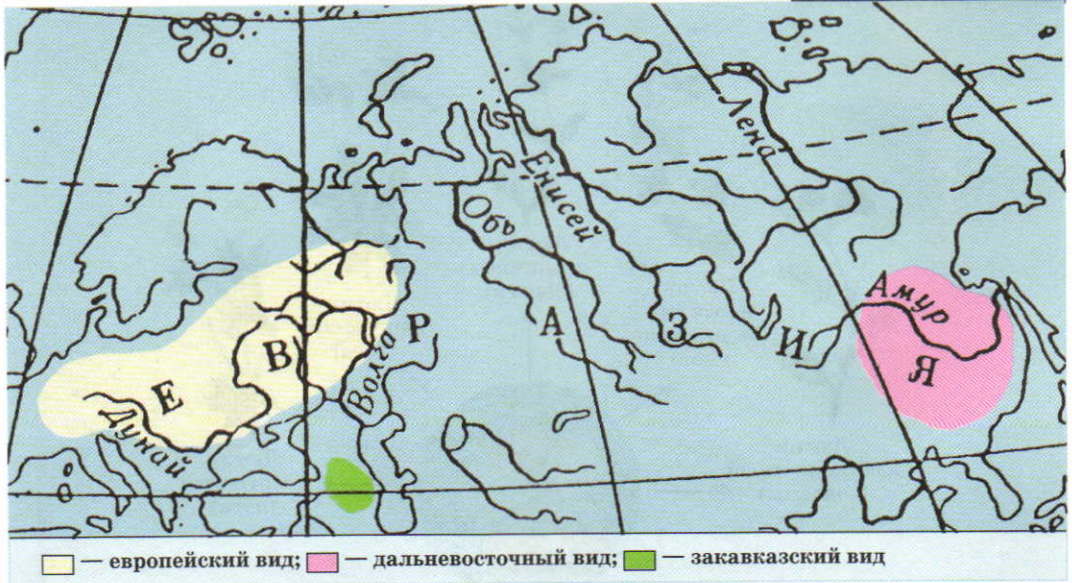 Лена
Енисей
Обь
Амур
Е В Р А З И Я
Волга
Дунай
— европейский вид; — дальневосточный вид; — закавказский вид